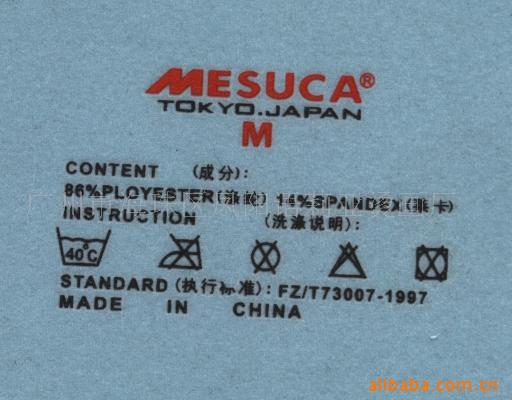 MESUCA®
TOKYO.JAPAN
M
CONTENT (成分):
86%PLOYESTER(涤纶) 14%SPANDEX(莱卡)
INSTRUCTION (洗涤说明):
40°C
STANDARD (执行标准): FZ/T73007-1997
MADE IN CHINA
alibaba.com.cn